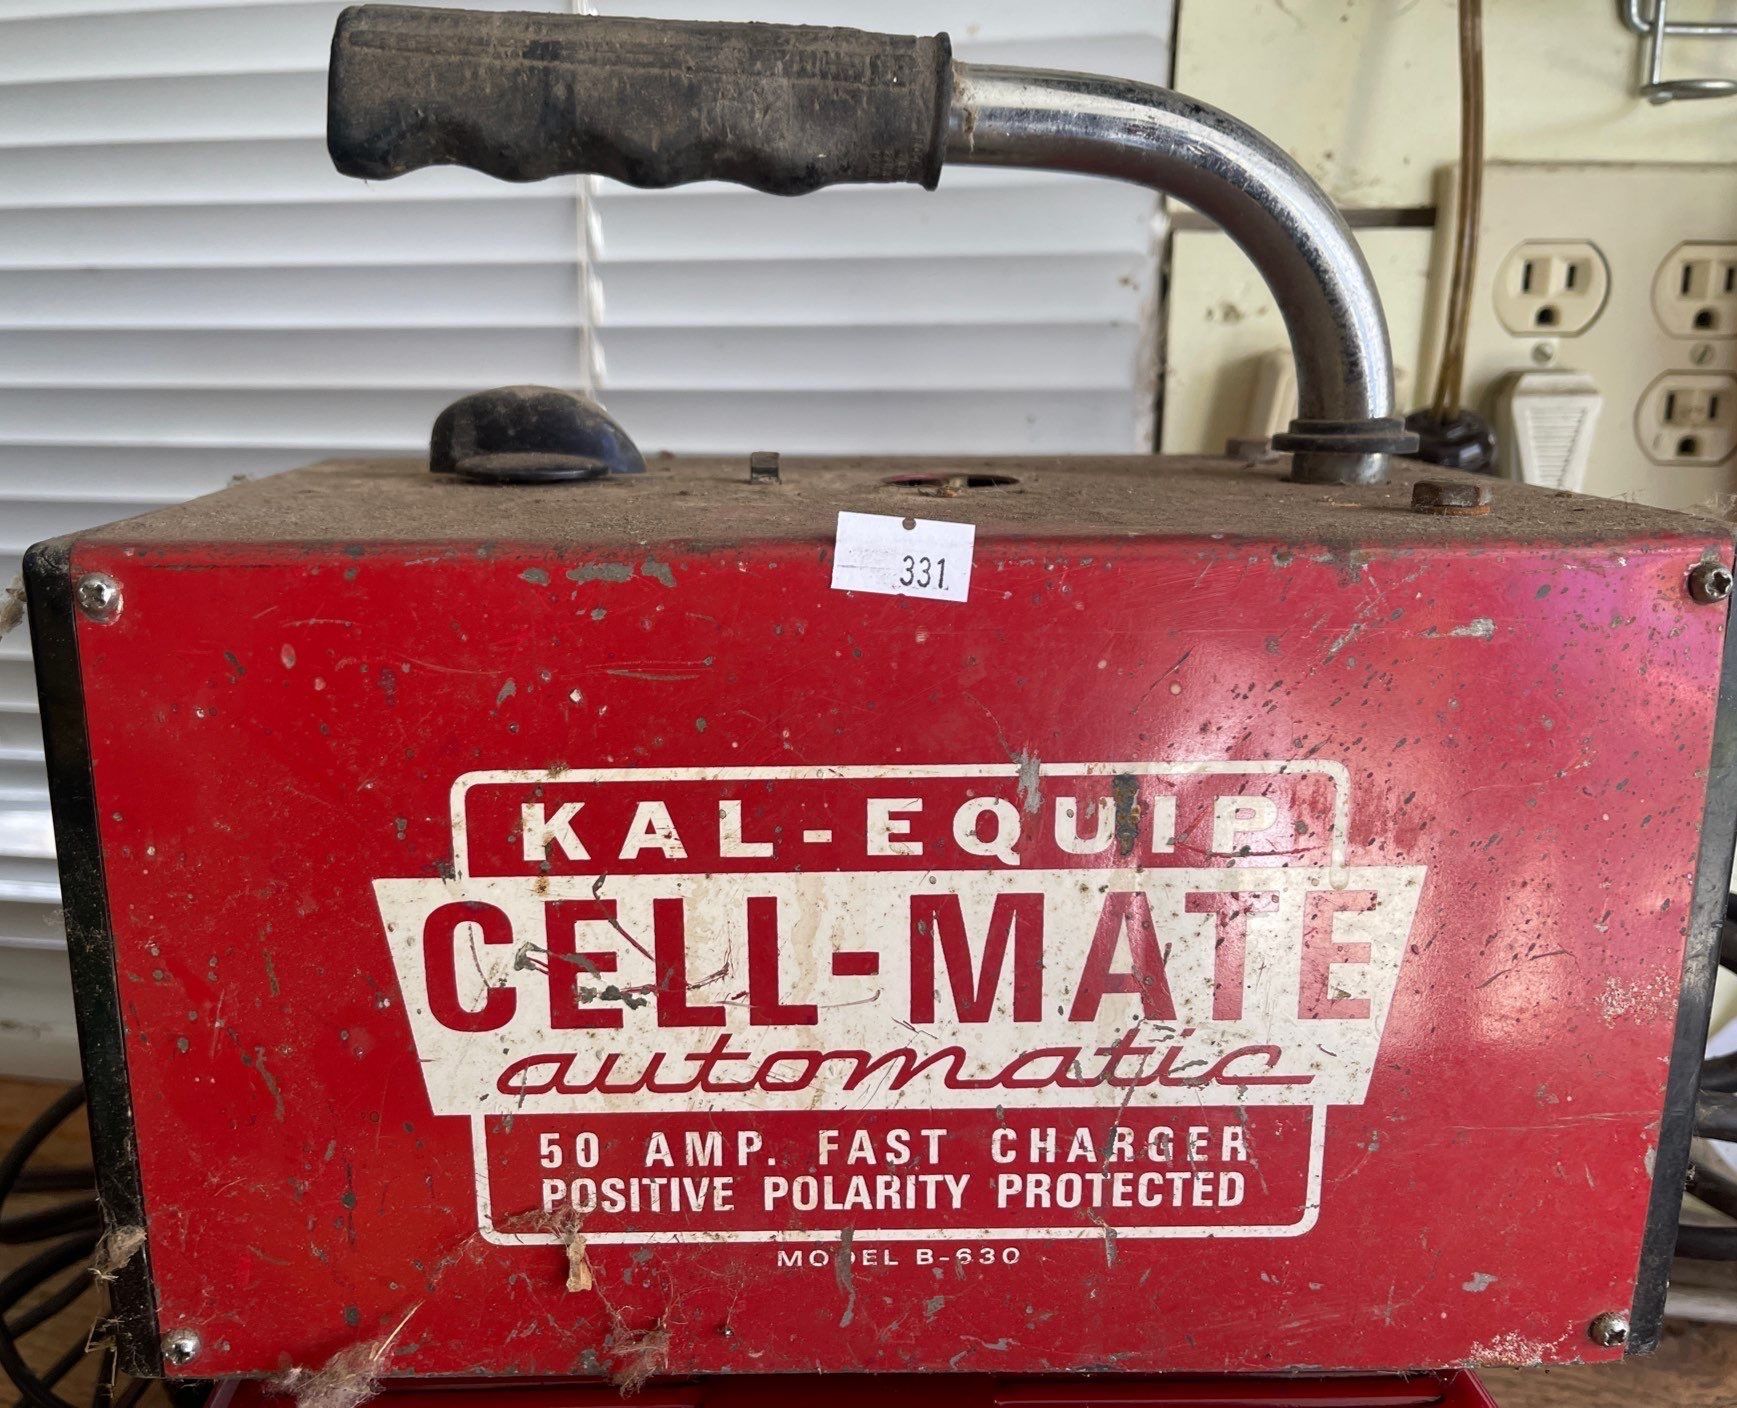 331
KAL-EQUIP
CELL-MATE
automatic
50 AMP. FAST CHARGER
POSITIVE POLARITY PROTECTED
MODEL B-630